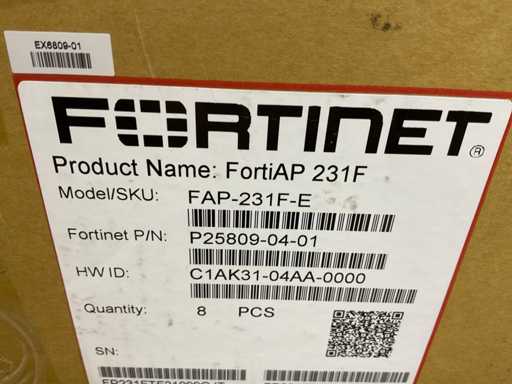 EX6809-01
FORTINET®
Product Name: FortiAP 231F
Model/SKU: FAP-231F-E
Fortinet P/N: P25809-04-01
HW ID: C1AK31-04AA-0000
Quantity: 8 PCS
SN: